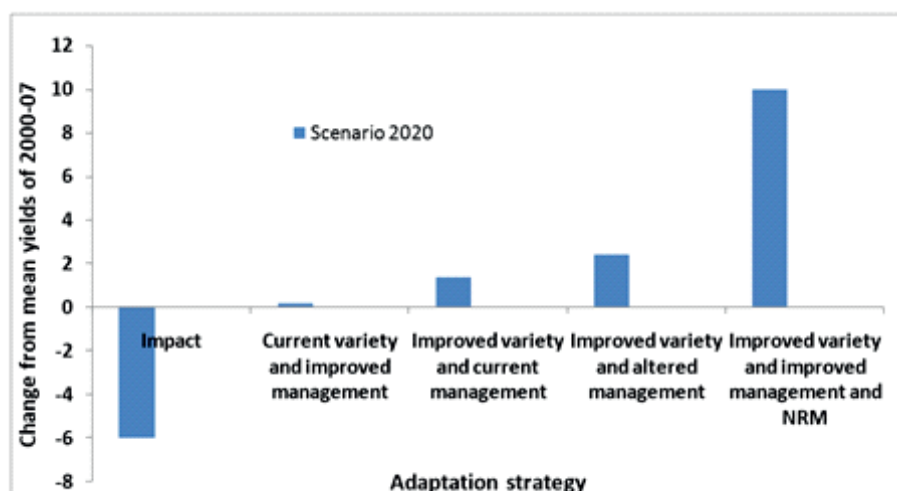 Change from mean yields of 2000-07
12
10
8
6
4
2
0
-2
-4
-6
-8
Scenario 2020
Impact
Current variety
and improved
management
Improved variety
and current
management
Improved variety
and altered
management
Improved variety
and improved
management and
NRM
Adaptation strategy